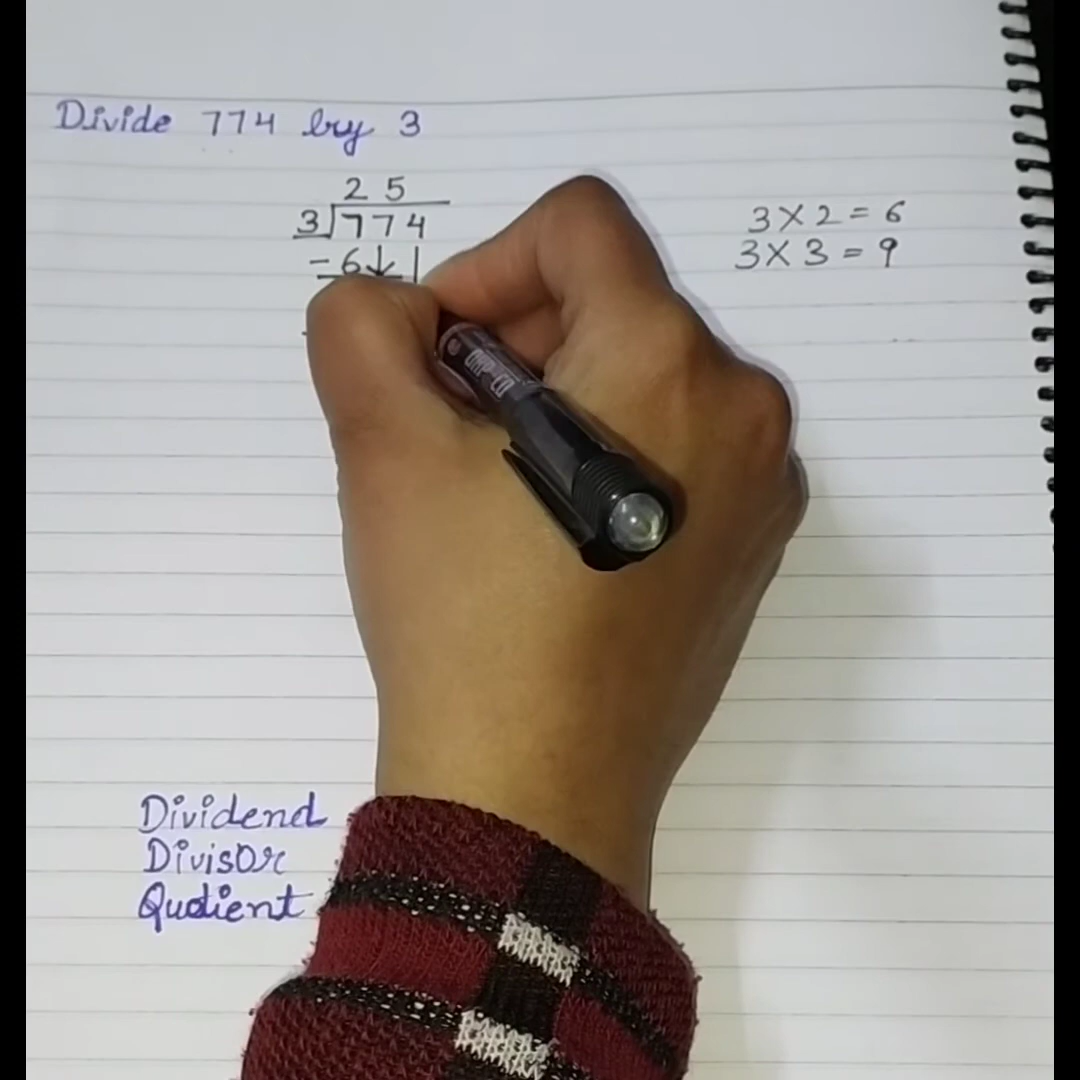 Divide 774 by 3
2 5
3 774
- 6 ↓
3 X 2 = 6
3 X 3 = 9
Dividend
Divisor
Qudient